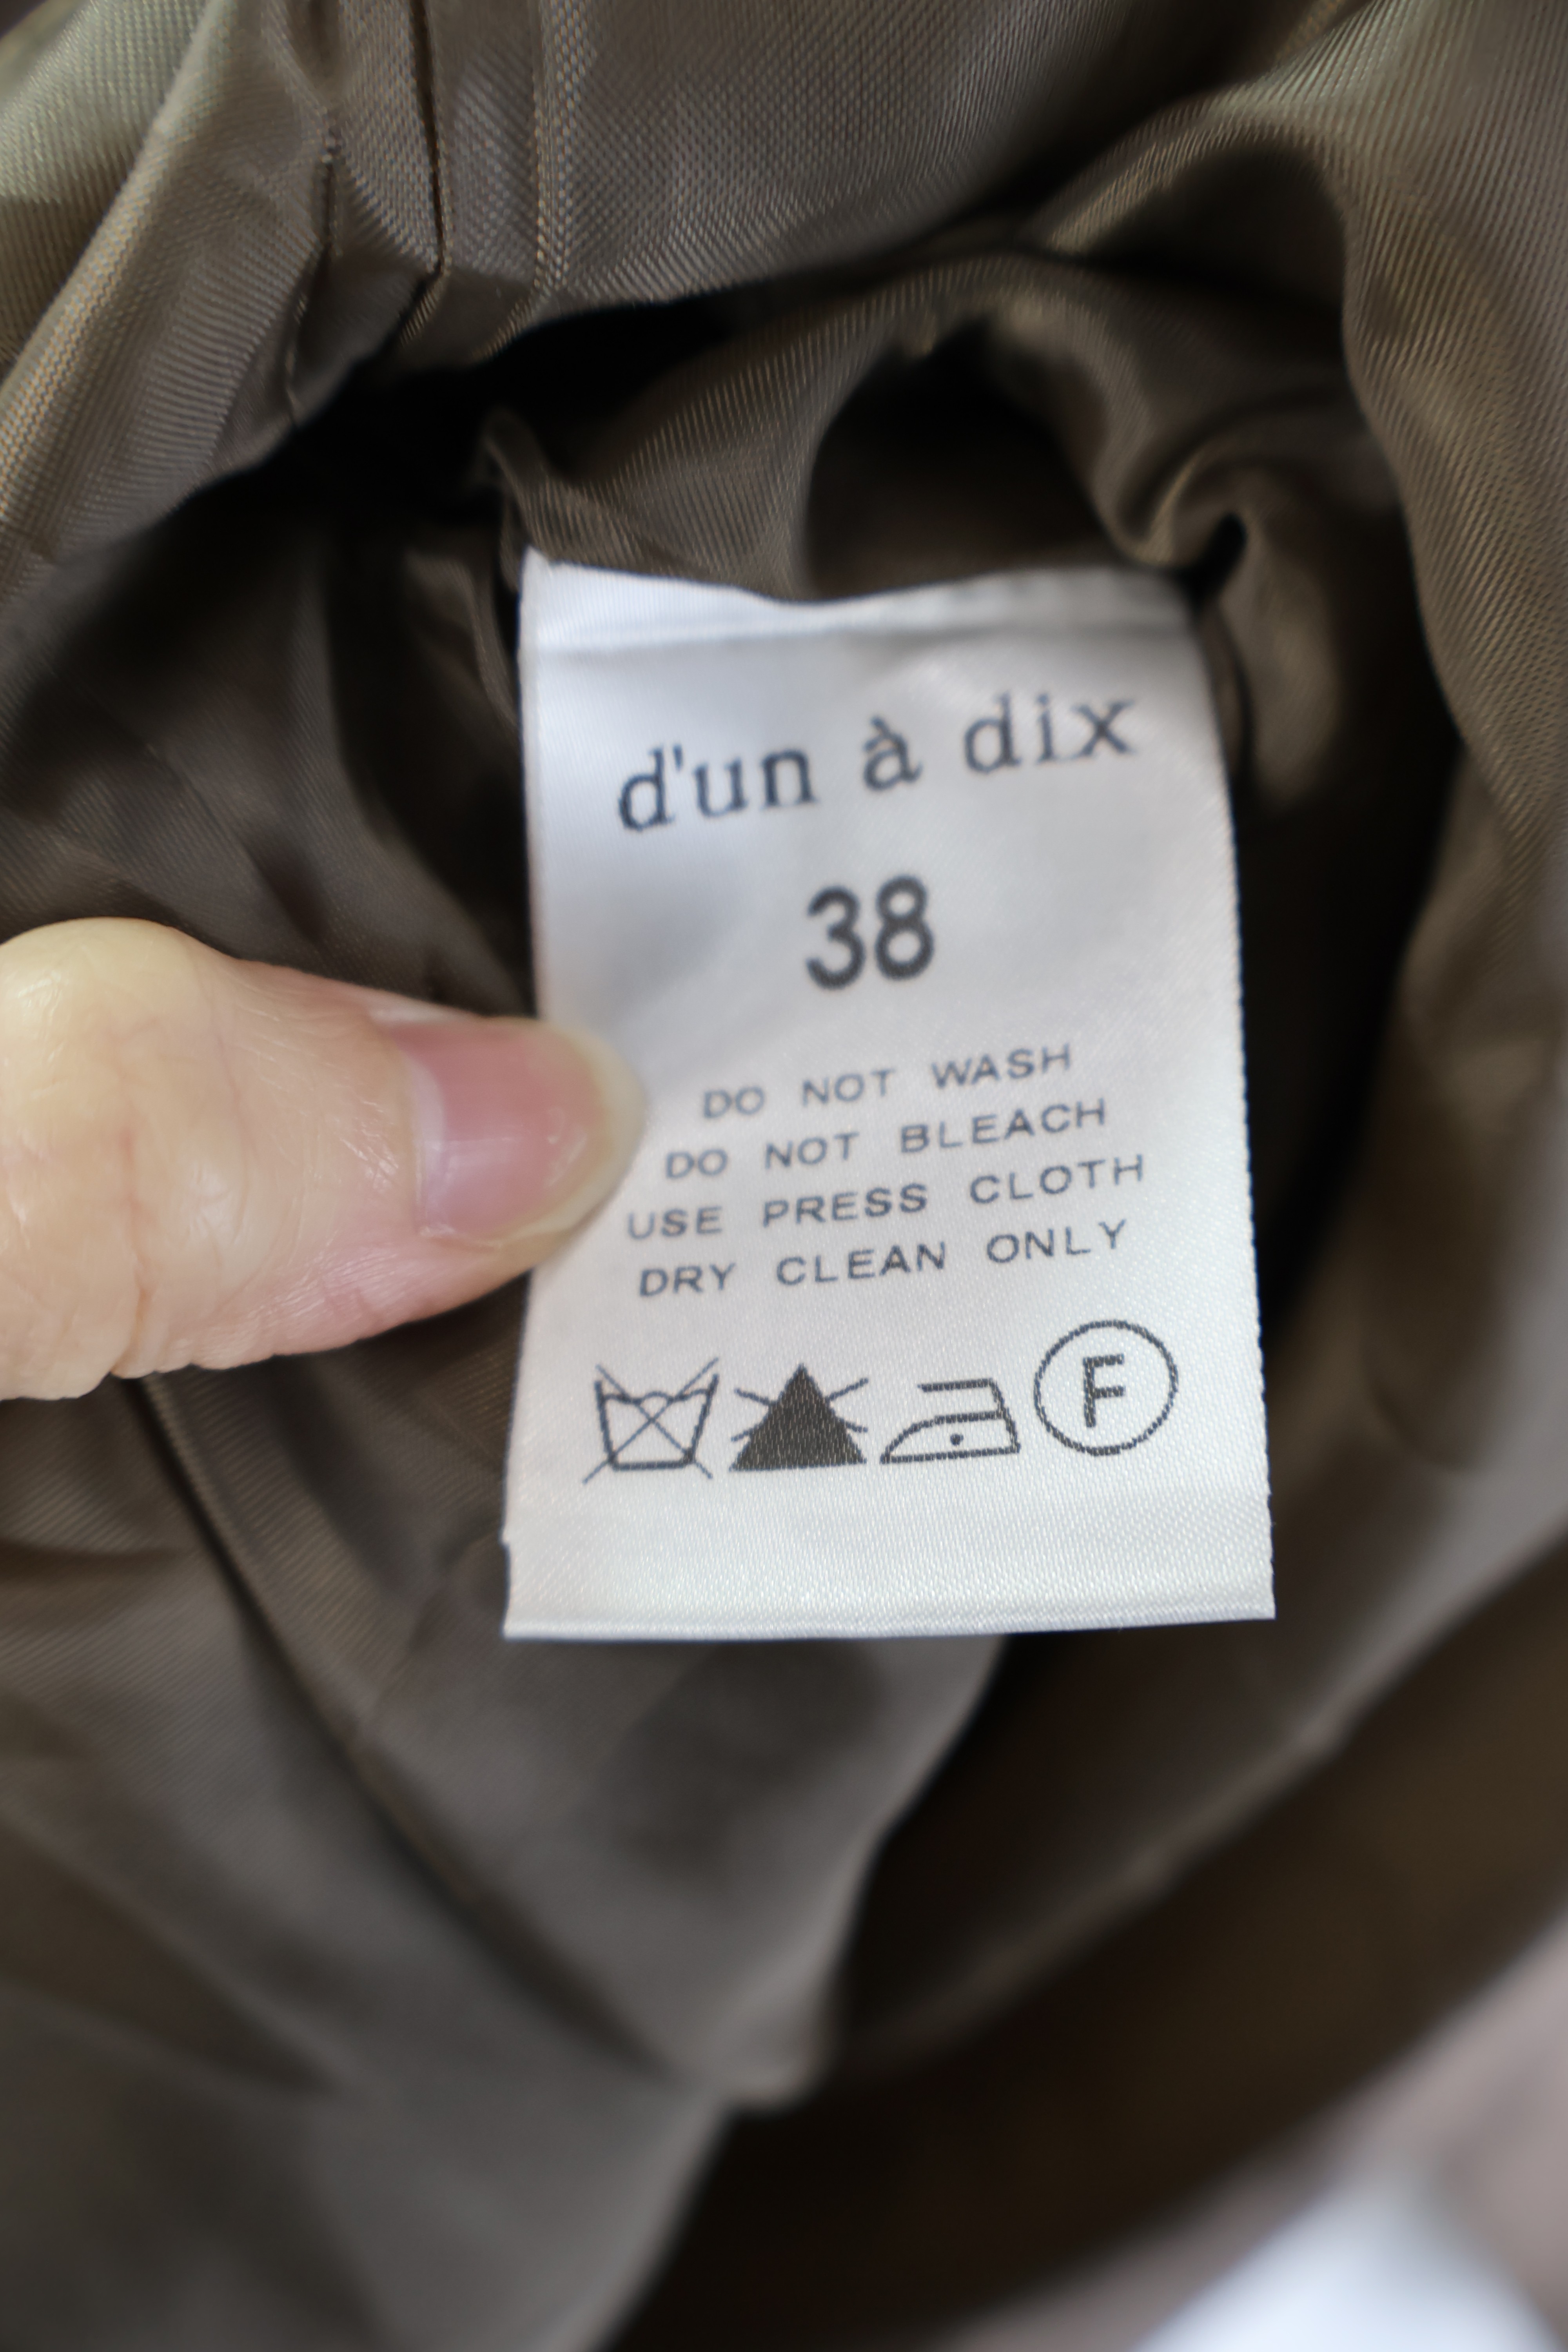 d'un à dix
38
DO NOT WASH
DO NOT BLEACH
USE PRESS CLOTH
DRY CLEAN ONLY
F